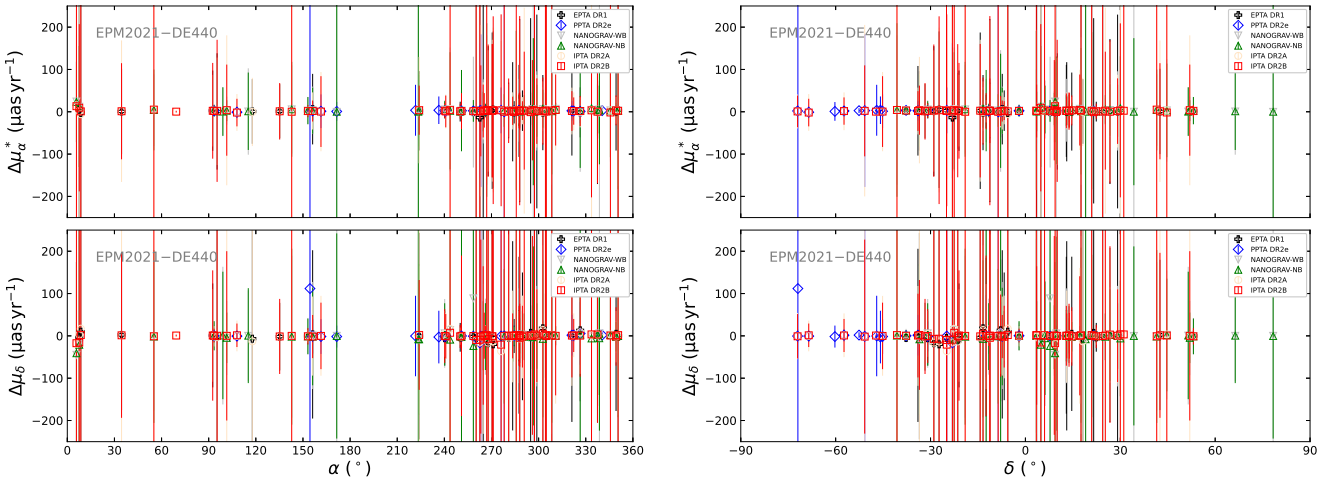 EPM2021−DE440
EPTA DR1
PPTA DR2e
NANOGRAV-WB
NANOGRAV-NB
IPTA DR2A
IPTA DR2B
Δμ*α (μas yr−1)
200
100
0
−100
−200
EPM2021−DE440
EPTA DR1
PPTA DR2e
NANOGRAV-WB
NANOGRAV-NB
IPTA DR2A
IPTA DR2B
EPM2021−DE440
EPTA DR1
PPTA DR2e
NANOGRAV-WB
NANOGRAV-NB
IPTA DR2A
IPTA DR2B
Δμδ (μas yr−1)
200
100
0
−100
−200
0 30 60 90 120 150 180 210 240 270 300 330 360
α (°)
Δμ*α (μas yr−1)
200
100
0
−100
−200
EPM2021−DE440
EPTA DR1
PPTA DR2e
NANOGRAV-WB
NANOGRAV-NB
IPTA DR2A
IPTA DR2B
Δμδ (μas yr−1)
200
100
0
−100
−200
−90 −60 −30 0 30 60 90
δ (°)